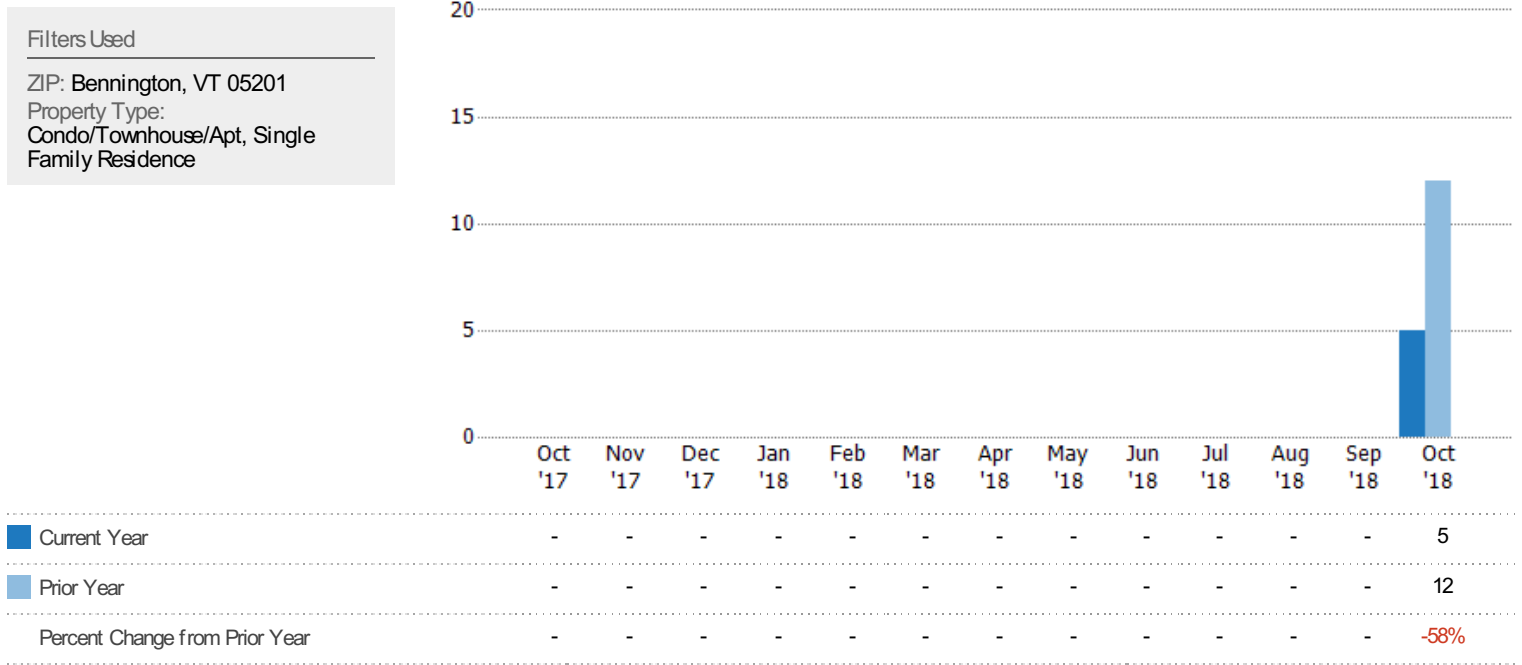 Filters Used
ZIP: Bennington, VT 05201
Property Type:
Condo/Townhouse/Apt, Single
Family Residence
20
15
10
5
0
Oct Nov Dec Jan Feb Mar Apr May Jun Jul Aug Sep Oct
'17 '17 '17 '18 '18 '18 '18 '18 '18 '18 '18 '18 '18
Current Year - - - - - - - - - - - - 5
Prior Year - - - - - - - - - - - - 12
Percent Change from Prior Year - - - - - - - - - - - - -58%